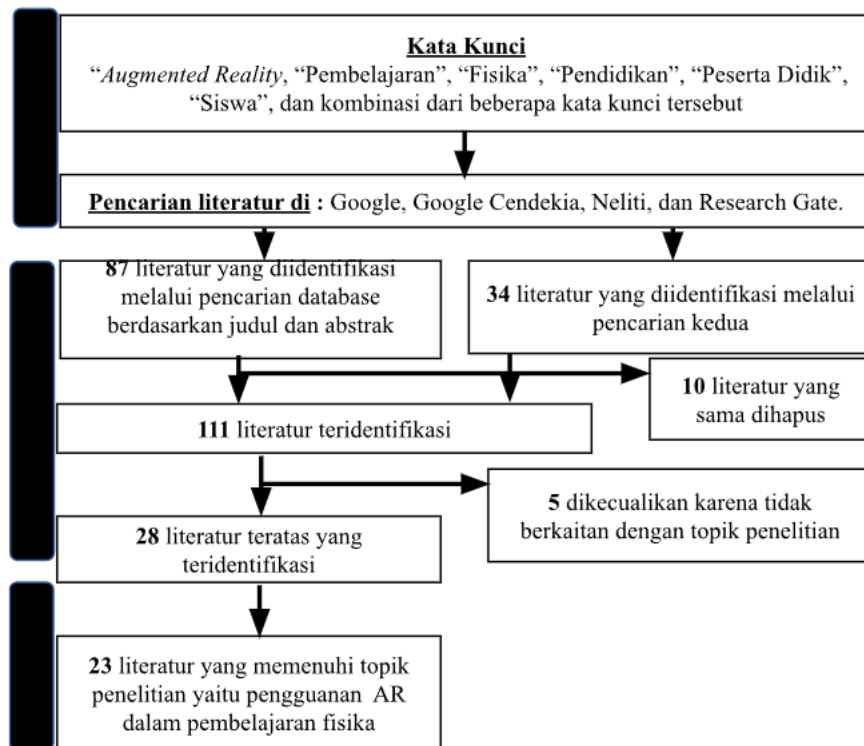 Kata Kunci
“Augmented Reality, “Pembelajaran”, “Fisika”, “Pendidikan”, “Peserta Didik”,
“Siswa”, dan kombinasi dari beberapa kata kunci tersebut
Pencarian literatur di : Google, Google Cendekia, Neliti, dan Research Gate.
87 literatur yang diidentifikasi
melalui pencarian database
berdasarkan judul dan abstrak
34 literatur yang diidentifikasi melalui
pencarian kedua
10 literatur yang
sama dihapus
111 literatur teridentifikasi
5 dikecualikan karena tidak
berkaitan dengan topik penelitian
28 literatur teratas yang
teridentifikasi
23 literatur yang memenuhi topik
penelitian yaitu pengguanan AR
dalam pembelajaran fisika